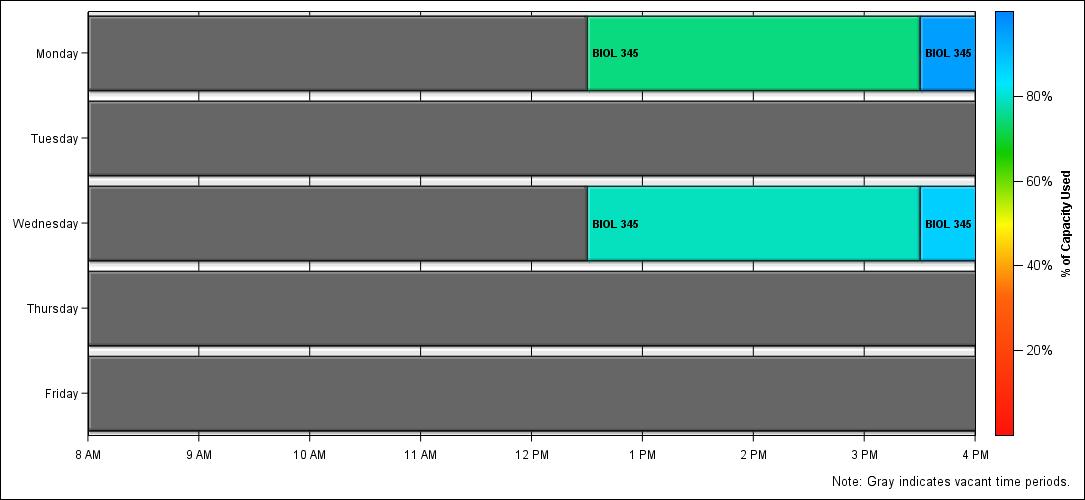 Monday
BIOL 345
BIOL 345
80%
Tuesday
60%
Wednesday
BIOL 345
BIOL 345
% of Capacity Used
40%
Thursday
20%
Friday
8 AM 9 AM 10 AM 11 AM 12 PM 1 PM 2 PM 3 PM 4 PM
Note: Gray indicates vacant time periods.